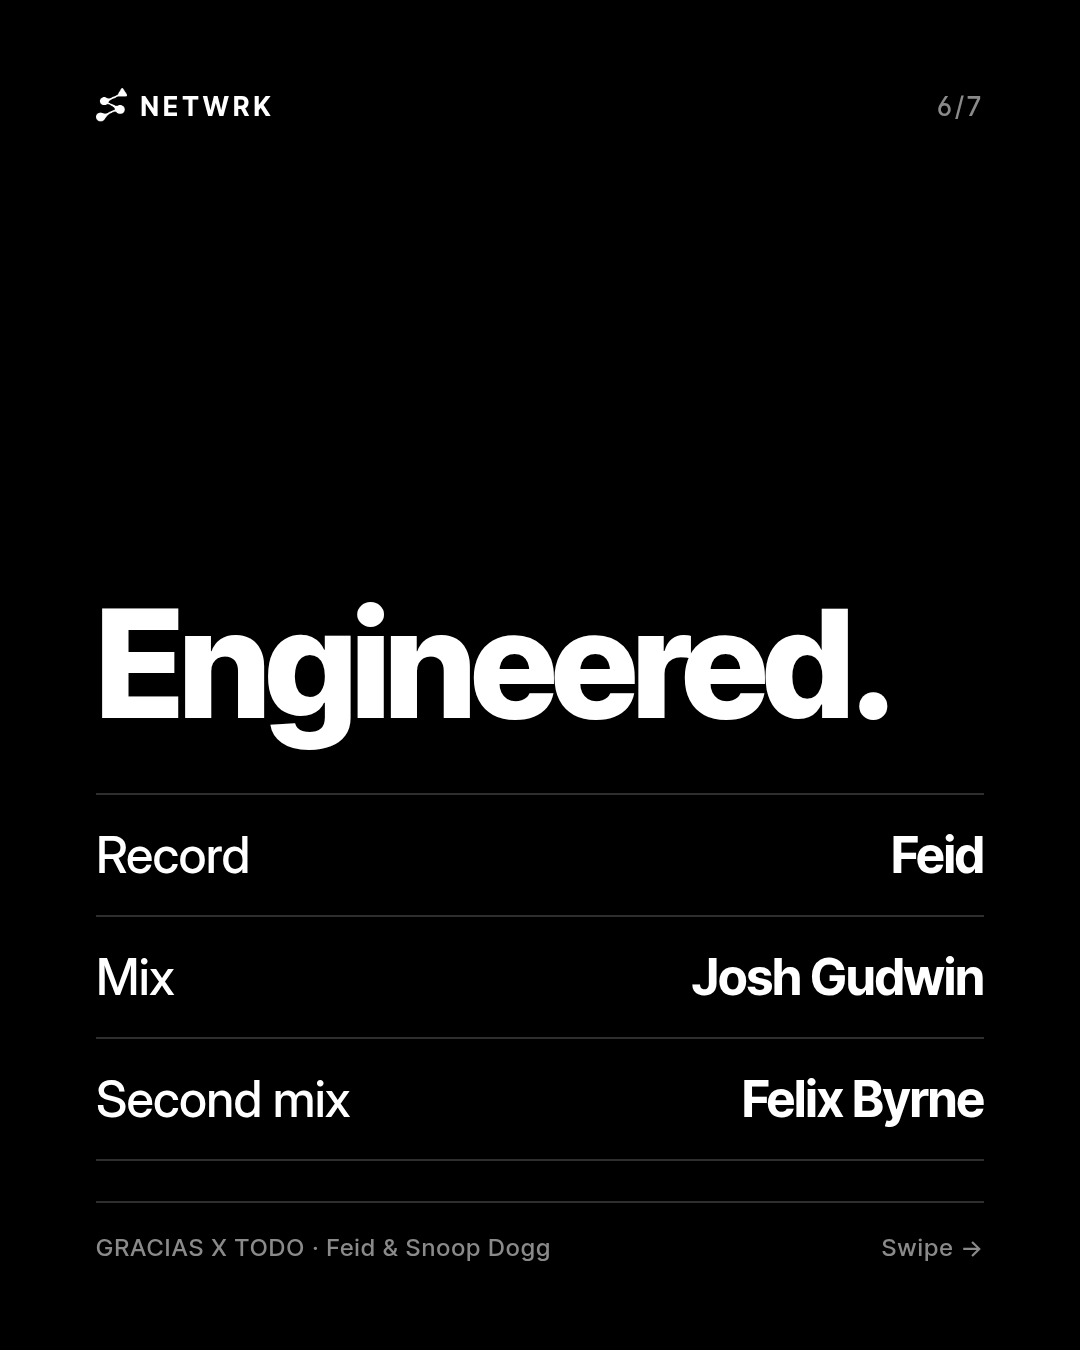 NETWRK
6/7
Engineered.
Record Feid
Mix Josh Gudwin
Second mix Felix Byrne
GRACIAS X TODO · Feid & Snoop Dogg
Swipe →